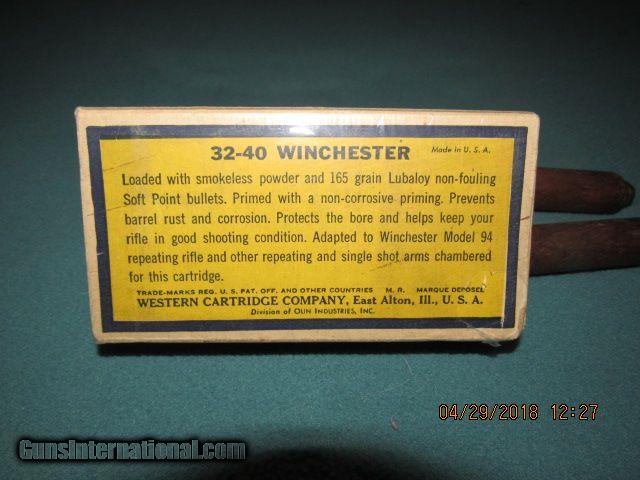 32-40 WINCHESTER Made in U. S. A.
Loaded with smokeless powder and 165 grain Lubaloy non-fouling
Soft Point bullets. Primed with a non-corrosive priming. Prevents
barrel rust and corrosion. Protects the bore and helps keep your
rifle in good shooting condition. Adapted to Winchester Model 94
repeating rifle and other repeating and single shot arms chambered
for this cartridge.
TRADE-MARKS REG. U. S. PAT. OFF. AND OTHER COUNTRIES M. R. MARQUE DEPOSEE
WESTERN CARTRIDGE COMPANY, East Alton, Ill., U. S. A.
Division of OLIN INDUSTRIES, INC.
04/29/2018 12:27
GunsInternational.com